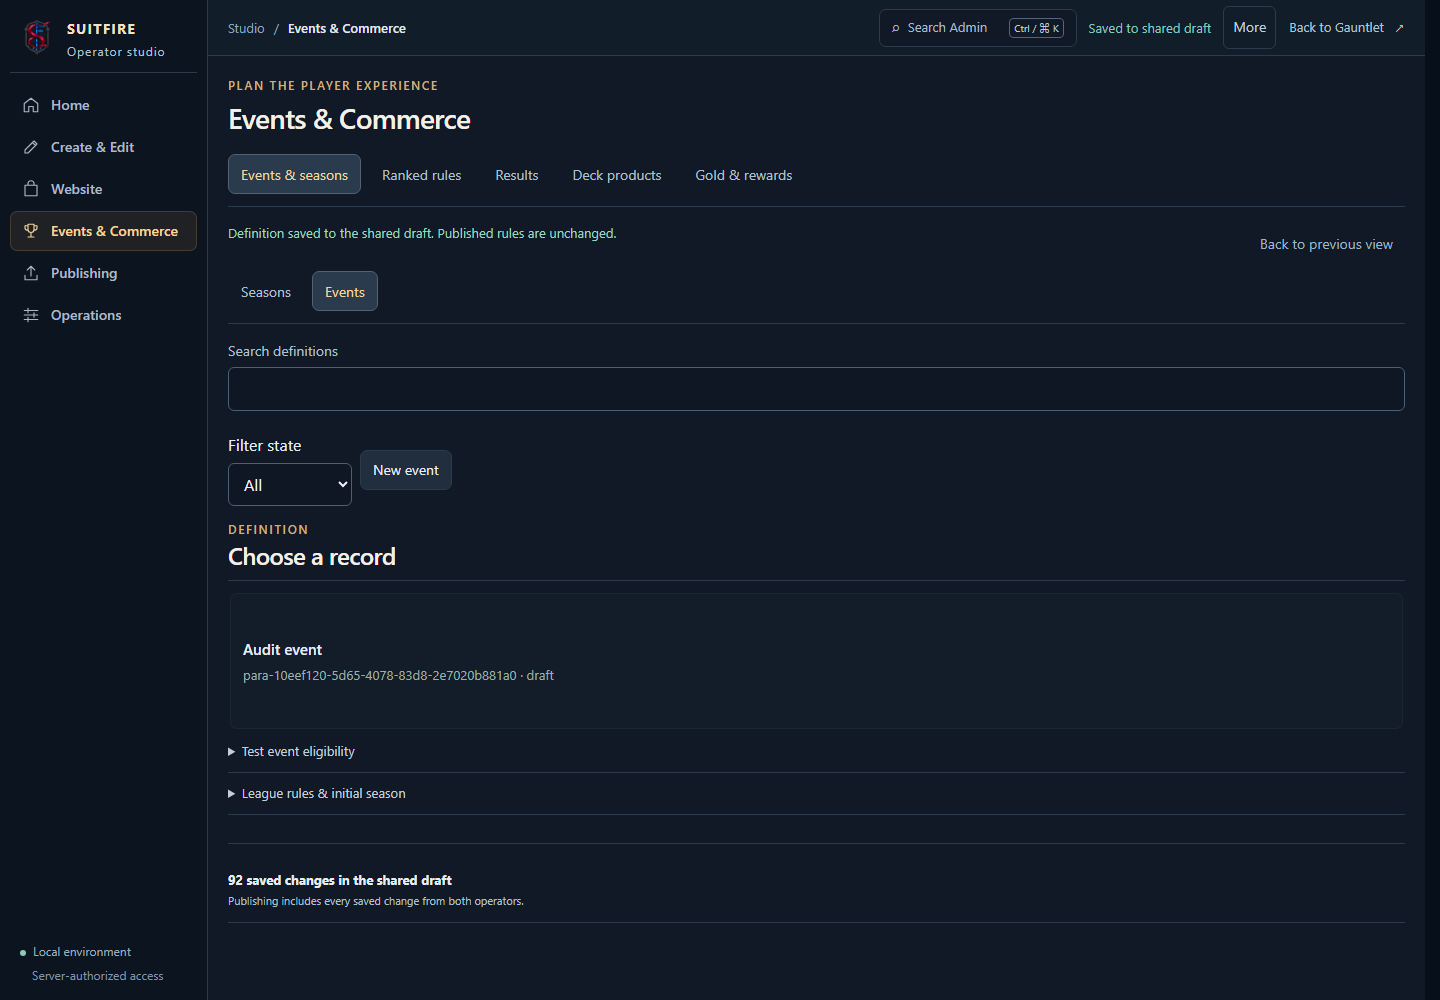 SUITFIRE
Operator studio
Home
Create & Edit
Website
Events & Commerce
Publishing
Operations
Local environment
Server-authorized access
Studio / Events & Commerce
Search Admin Ctrl / ⌘ K
Saved to shared draft
More
Back to Gauntlet ↗
PLAN THE PLAYER EXPERIENCE
Events & Commerce
Events & seasons Ranked rules Results Deck products Gold & rewards
Definition saved to the shared draft. Published rules are unchanged.
Back to previous view
Seasons Events
Search definitions
Filter state
All
New event
DEFINITION
Choose a record
Audit event
para-10eef120-5d65-4078-83d8-2e7020b881a0 · draft
Test event eligibility
League rules & initial season
92 saved changes in the shared draft
Publishing includes every saved change from both operators.